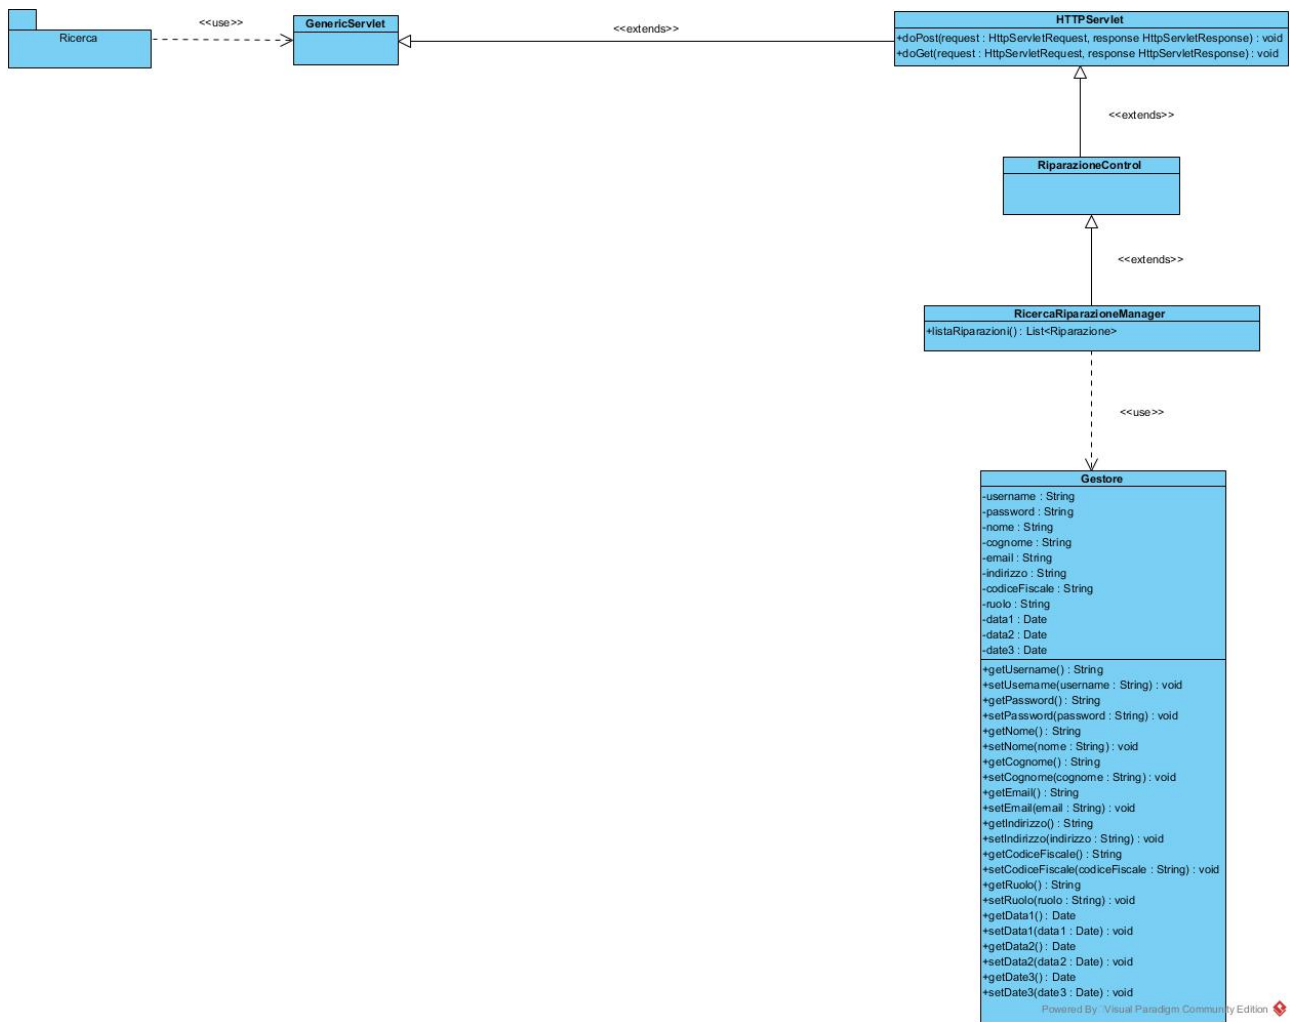 Ricerca
<<use>>
GenericServlet
<<extends>>
HTTPServlet
+doPost(request : HttpServletRequest, response HttpServletResponse) : void
+doGet(request : HttpServletRequest, response HttpServletResponse) : void
<<extends>>
RiparazioneControl
<<extends>>
RicercaRiparazioneManager
+listaRiparazioni() : List<Riparazione>
<<use>>
Gestore
-username : String
-password : String
-nome : String
-cognome : String
-email : String
-indirizzo : String
-codiceFiscale : String
-ruolo : String
-data1 : Date
-data2 : Date
-date3 : Date
+getUsername() : String
+setUsername(username : String) : void
+getPassword() : String
+setPassword(password : String) : void
+getNome() : String
+setNome(nome : String) : void
+getCognome() : String
+setCognome(cognome : String) : void
+getEmail() : String
+setEmail(email : String) : void
+getIndirizzo() : String
+setIndirizzo(indirizzo : String) : void
+getCodiceFiscale() : String
+setCodiceFiscale(codiceFiscale : String) : void
+getRuolo() : String
+setRuolo(ruolo : String) : void
+getData1() : Date
+setData1(data1 : Date) : void
+getData2() : Date
+setData2(data2 : Date) : void
+getDate3() : Date
+setDate3(date3 : Date) : void
Powered By Visual Paradigm Community Edition